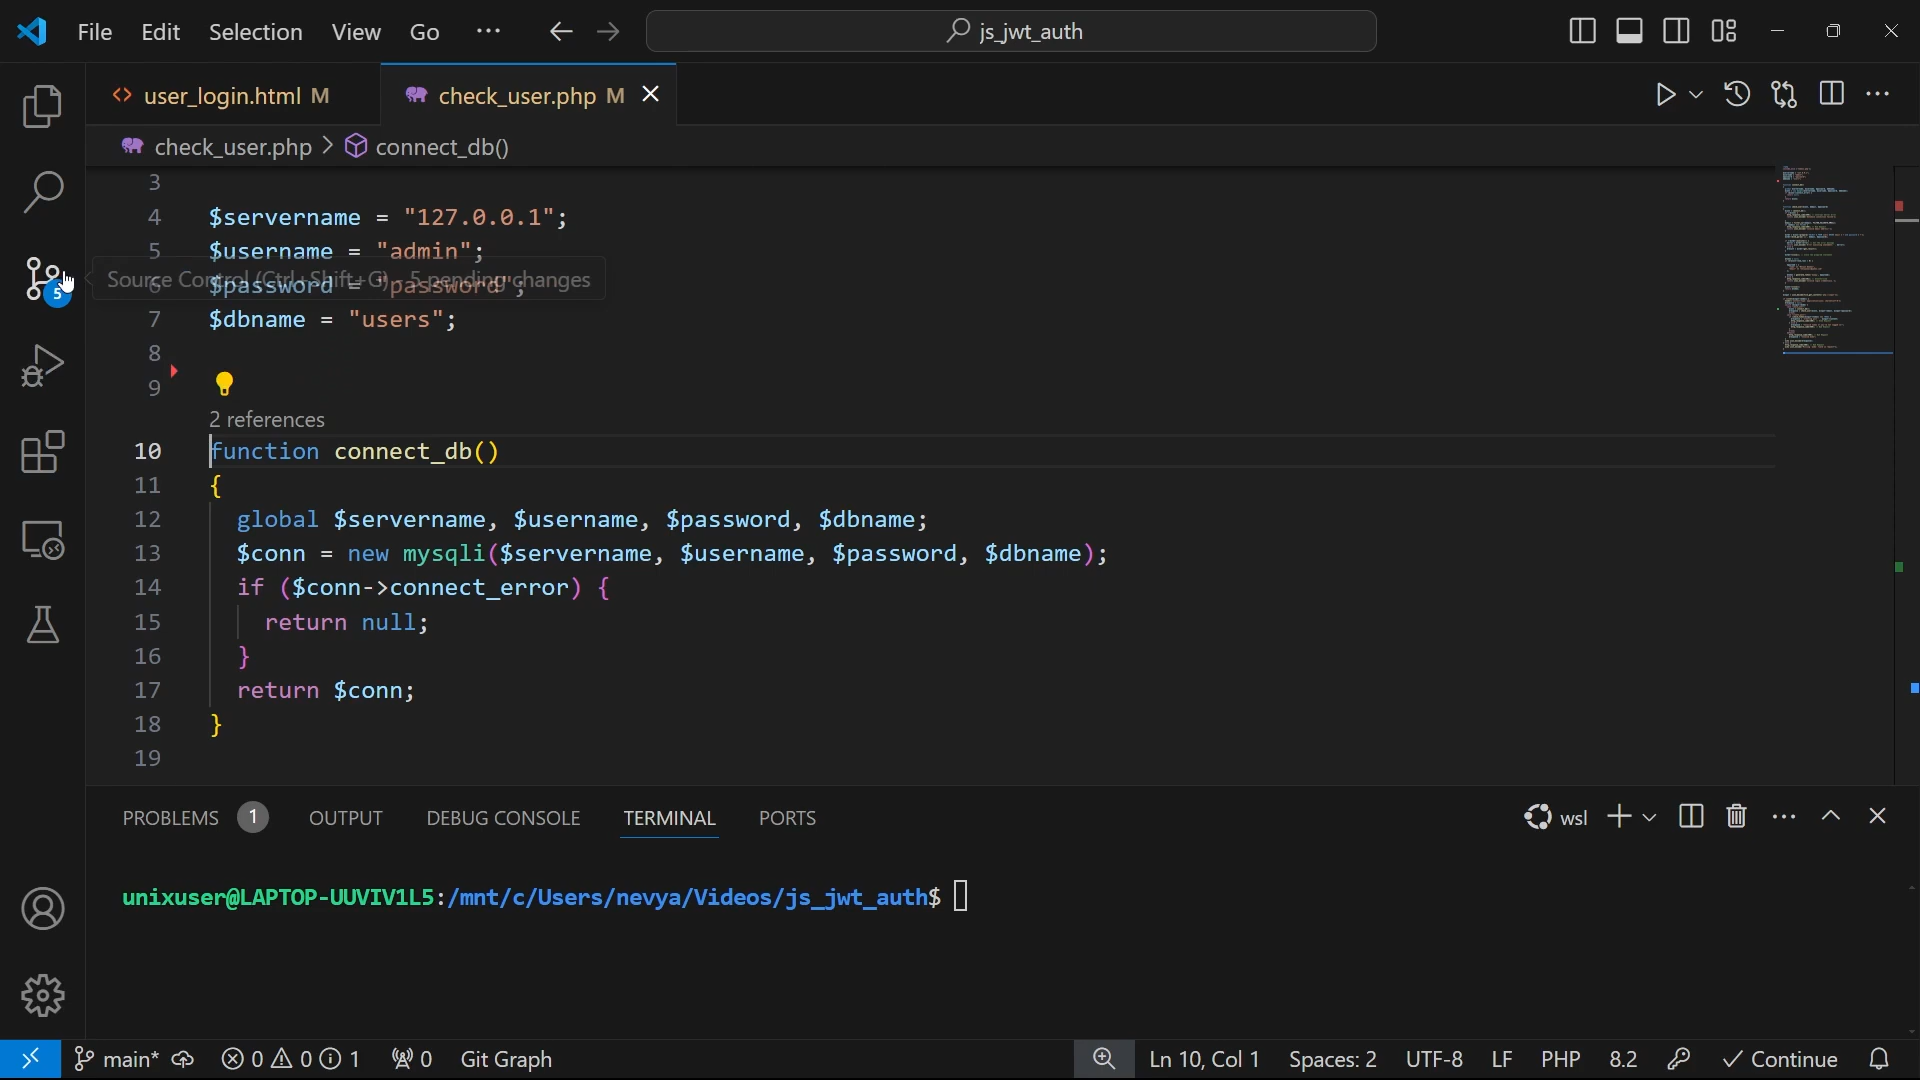 File Edit Selection View Go ··· js_jwt_auth
user_login.html M check_user.php M
check_user.php > connect_db()
3
4 $servername = "127.0.0.1";
5 $username = "admin";
Source Control (Ctrl+Shift+G) - 5 pending changes
6 $password = "password";
7 $dbname = "users";
8
9
2 references
10 function connect_db()
11 {
12 global $servername, $username, $password, $dbname;
13 $conn = new mysqli($servername, $username, $password, $dbname);
14 if ($conn->connect_error) {
15 return null;
16 }
17 return $conn;
18 }
19
5
PROBLEMS 1 OUTPUT DEBUG CONSOLE TERMINAL PORTS wsl
unixuser@LAPTOP-UUVIV1L5:/mnt/c/Users/nevya/Videos/js_jwt_auth$
main* 0 0 1 0 Git Graph Ln 10, Col 1 Spaces: 2 UTF-8 LF PHP 8.2 Continue